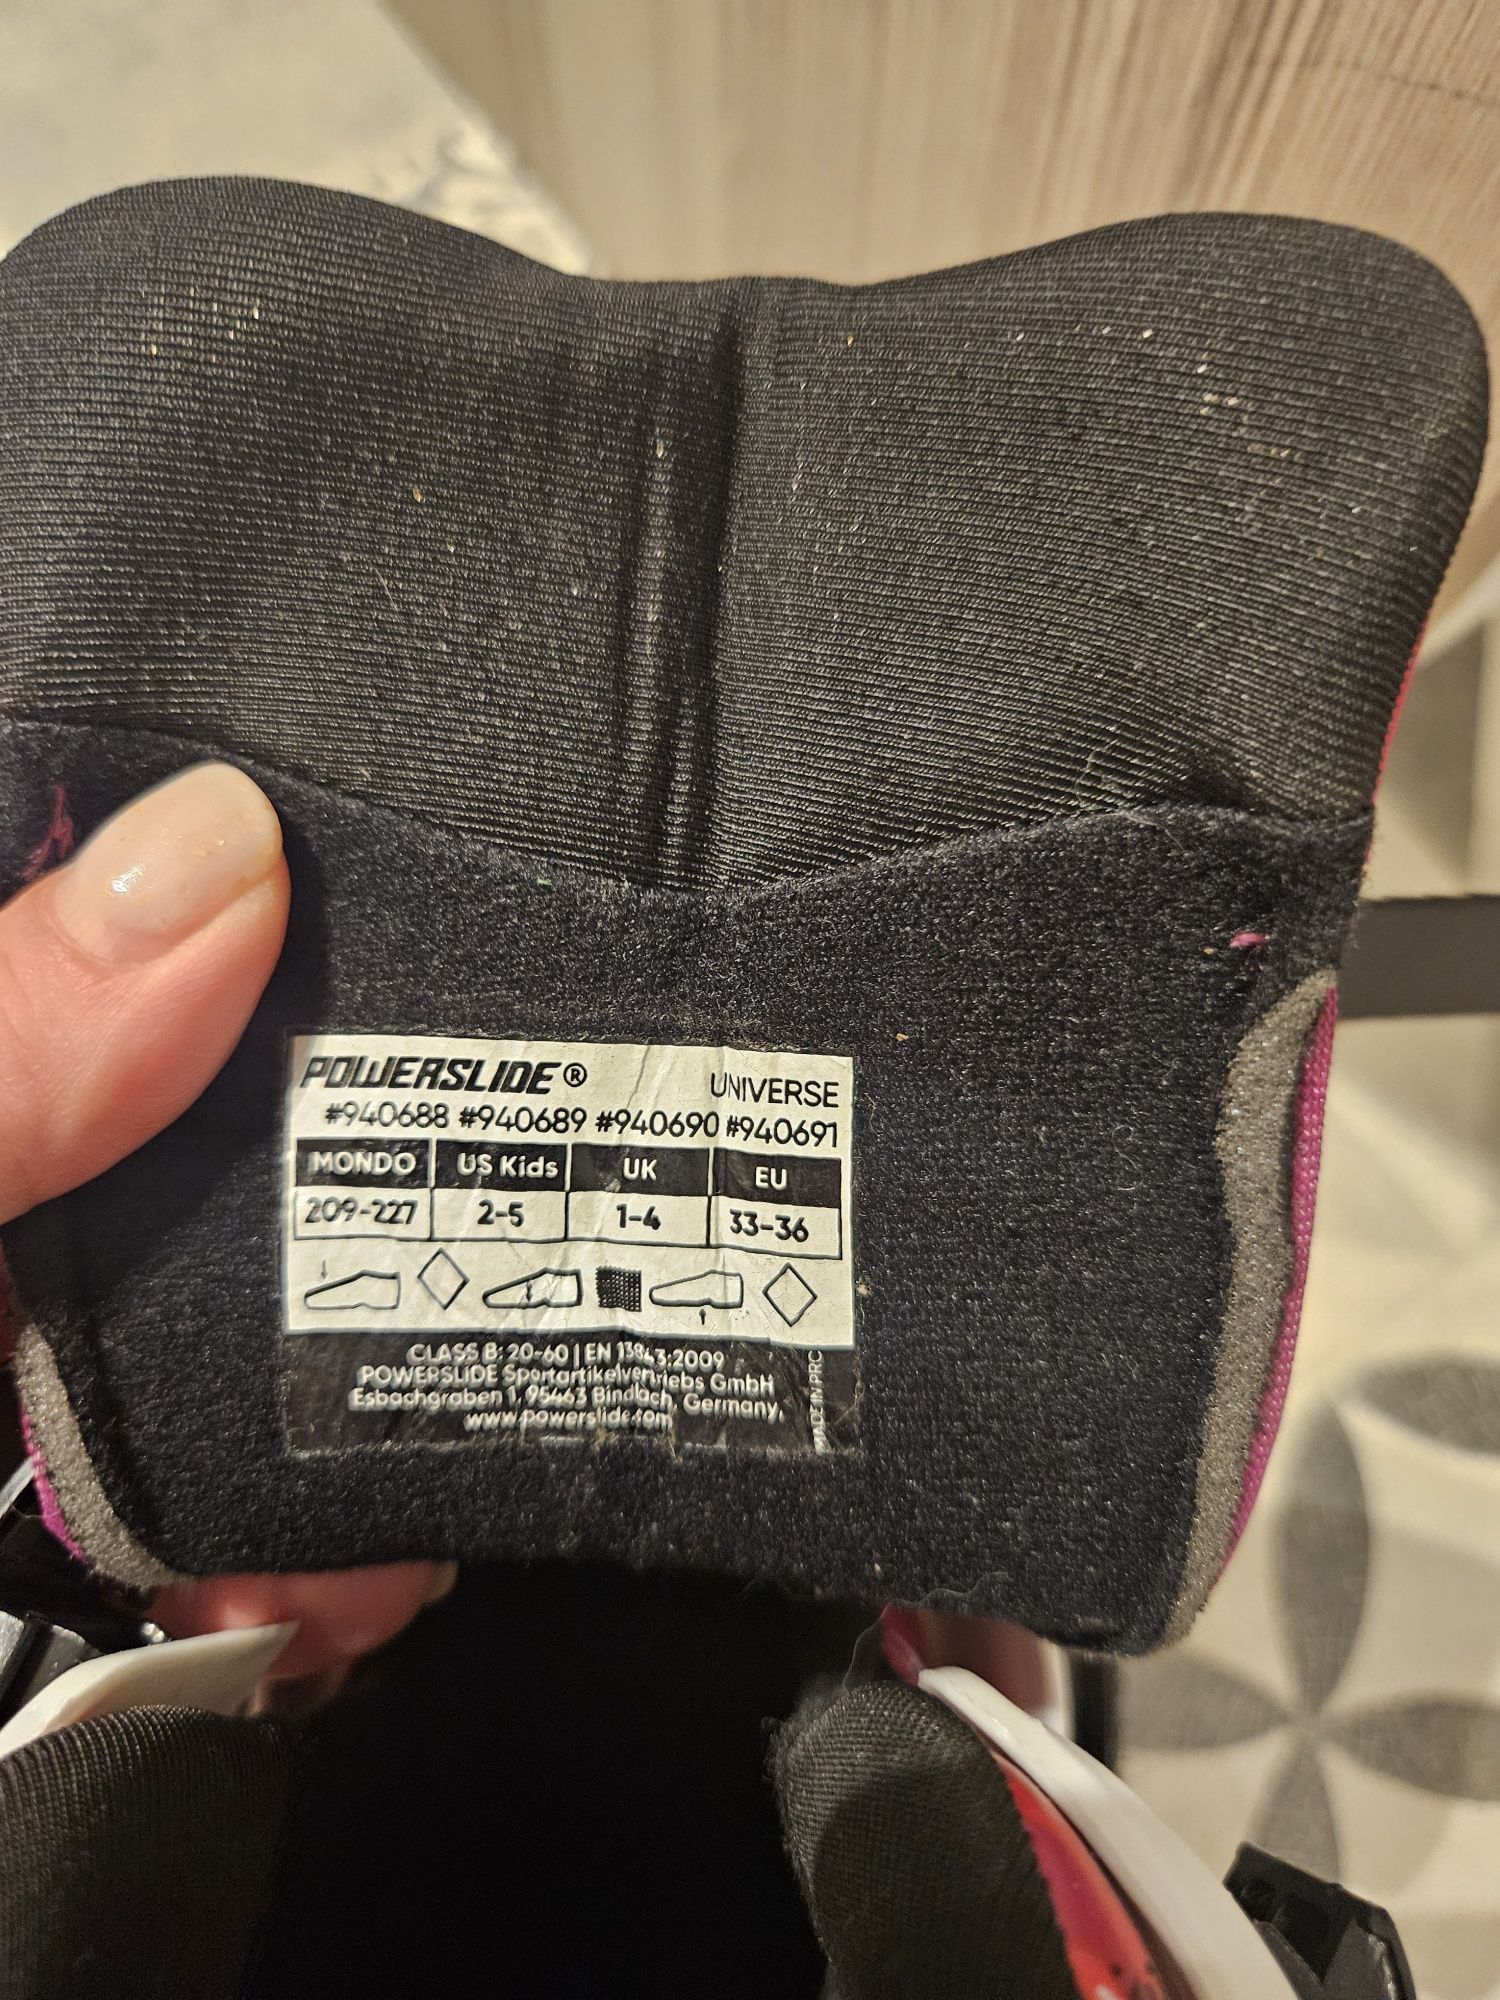 POWERSLIDE® UNIVERSE
#940688 #940689 #940690 #940691
MONDO US Kids UK EU
209-227 2-5 1-4 33-36
CLASS B: 20-60 | EN 13843:2009
POWERSLIDE Sportartikelvertriebs GmbH
Esbachgraben 1, 95463 Bindlach, Germany,
www.powerslide.com
MADE IN PRC